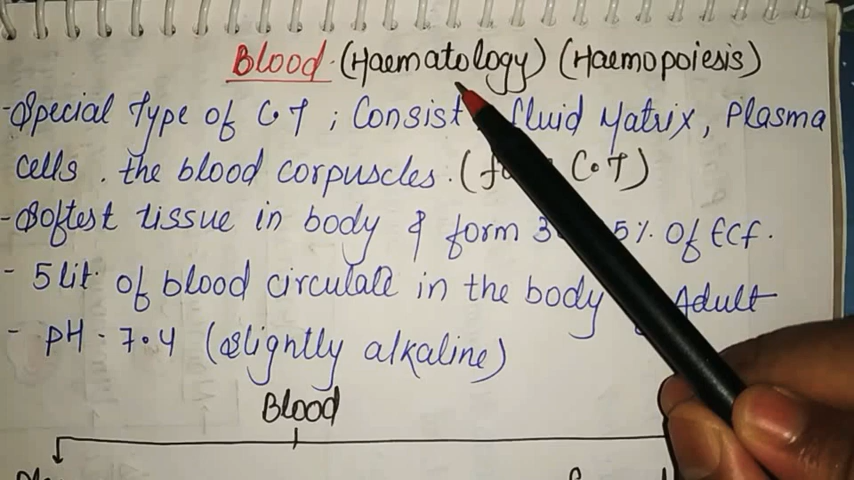 Blood. (Haematology) (Haemopoiesis)
- Special Type of C.T ; Consist fluid Matrix, Plasma
cells . the blood corpuscles. ( C.T)
- Softest tissue in body & form 5% of ECF.
- 5 lit. of blood circulate in the body Adult
- pH - 7.4 (slightly alkaline)
Blood